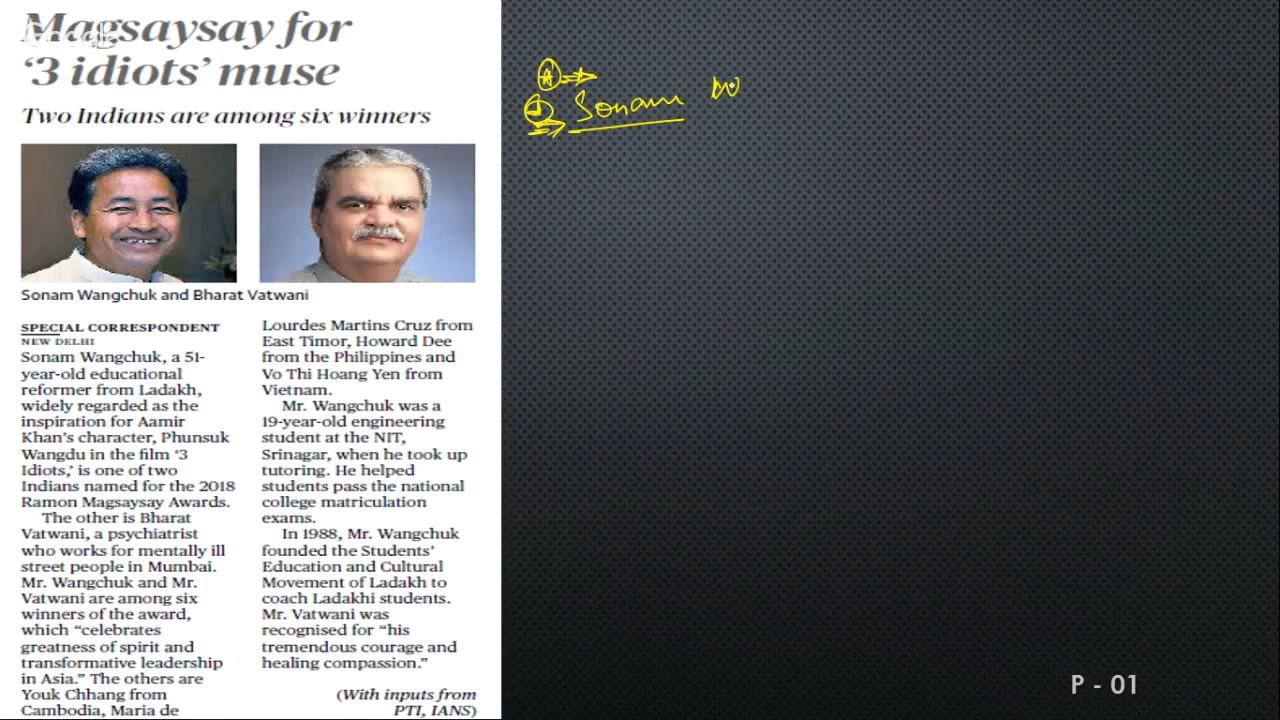 Magsaysay for
‘3 idiots’ muse
Two Indians are among six winners
Sonam Wangchuk and Bharat Vatwani
SPECIAL CORRESPONDENT
NEW DELHI
Sonam Wangchuk, a 51-
year-old educational
reformer from Ladakh,
widely regarded as the
inspiration for Aamir
Khan’s character, Phunsuk
Wangdu in the film ‘3
Idiots,’ is one of two
Indians named for the 2018
Ramon Magsaysay Awards.
The other is Bharat
Vatwani, a psychiatrist
who works for mentally ill
street people in Mumbai.
Mr. Wangchuk and Mr.
Vatwani are among six
winners of the award,
which “celebrates
greatness of spirit and
transformative leadership
in Asia.” The others are
Youk Chhang from
Cambodia, Maria de
Lourdes Martins Cruz from
East Timor, Howard Dee
from the Philippines and
Vo Thi Hoang Yen from
Vietnam.
Mr. Wangchuk was a
19-year-old engineering
student at the NIT,
Srinagar, when he took up
tutoring. He helped
students pass the national
college matriculation
exams.
In 1988, Mr. Wangchuk
founded the Students’
Education and Cultural
Movement of Ladakh to
coach Ladakhi students.
Mr. Vatwani was
recognised for “his
tremendous courage and
healing compassion.”
(With inputs from
PTI, IANS)
Google
Sonam
P - 01